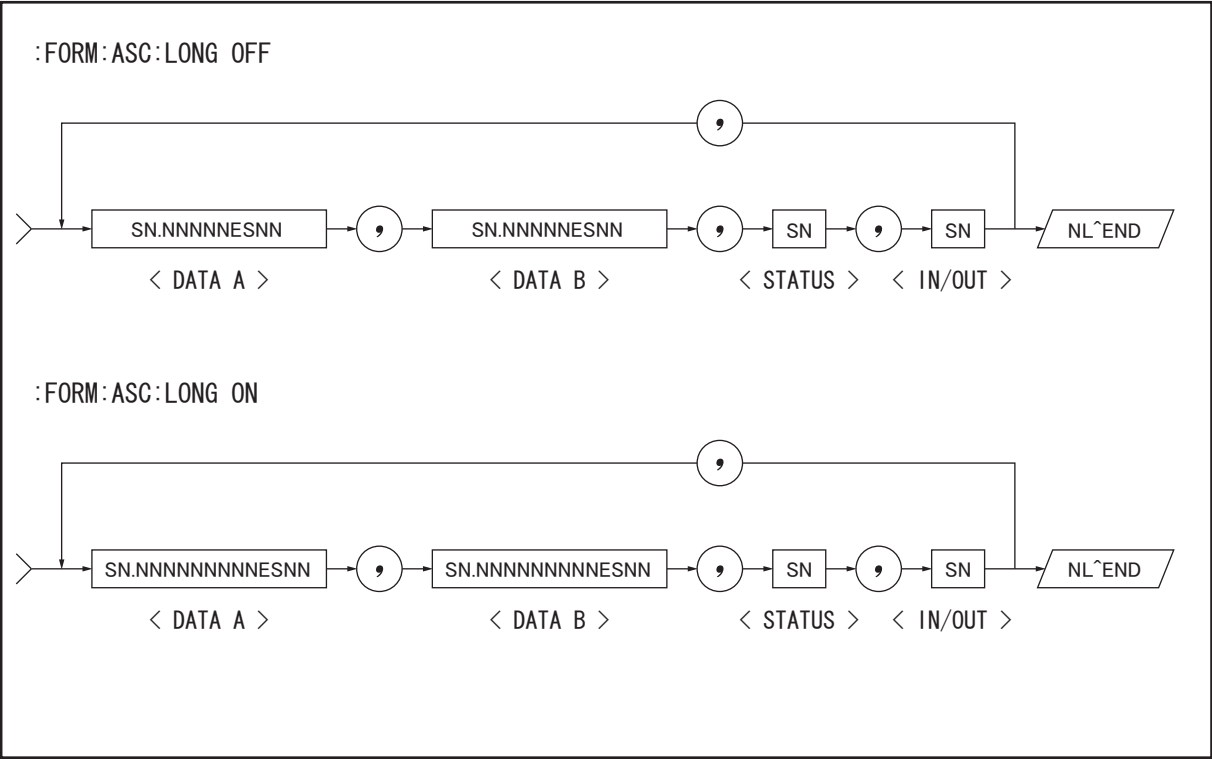 :FORM:ASC:LONG OFF
,
SN.NNNNNESNN , SN.NNNNNESNN , SN , SN NL^END
< DATA A > < DATA B > < STATUS > < IN/OUT >
:FORM:ASC:LONG ON
,
SN.NNNNNNNNNESNN , SN.NNNNNNNNNESNN , SN , SN NL^END
< DATA A > < DATA B > < STATUS > < IN/OUT >